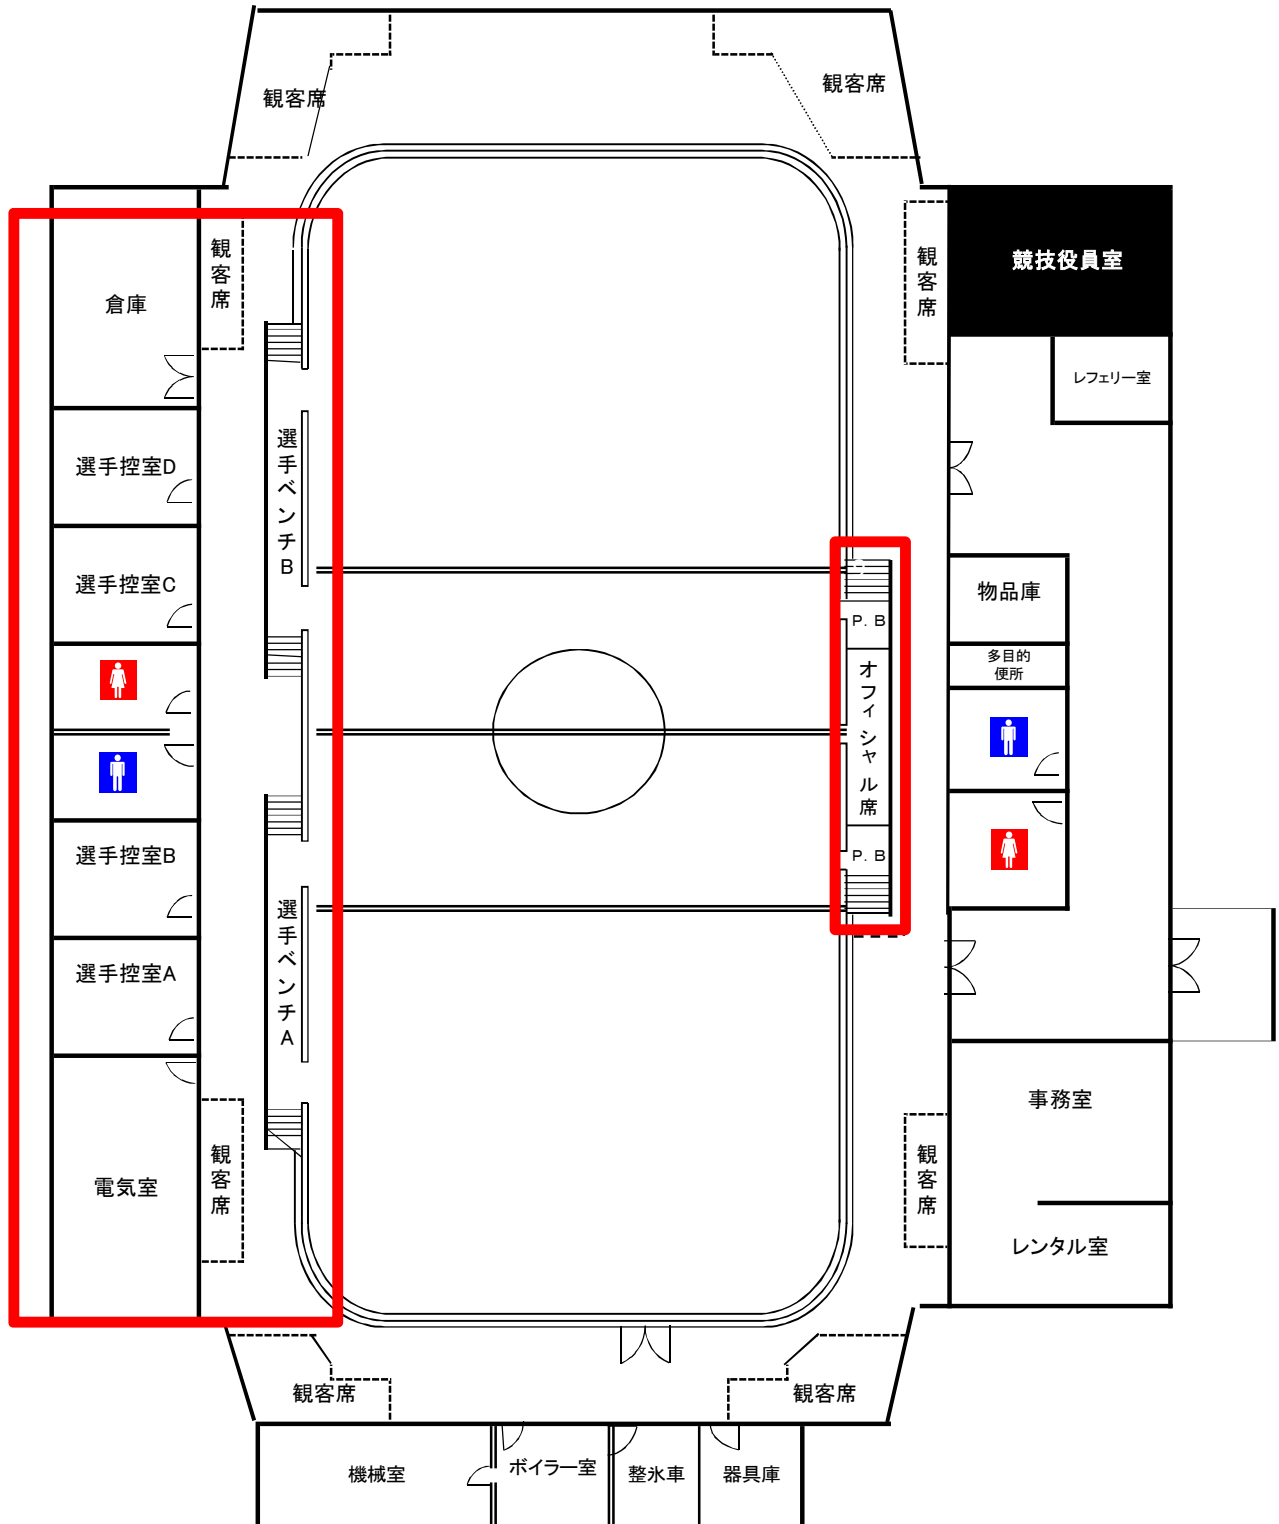 観客席
観客席
観客席
観客席
競技役員室
倉庫
レフェリー室
選手控室D
選手ベンチB
選手控室C
物品庫
P．B
多目的
便所
オフィシャル席
選手控室B
P．B
選手ベンチA
選手控室A
事務室
観客席
観客席
電気室
レンタル室
観客席
観客席
機械室
ボイラー室
整氷車
器具庫